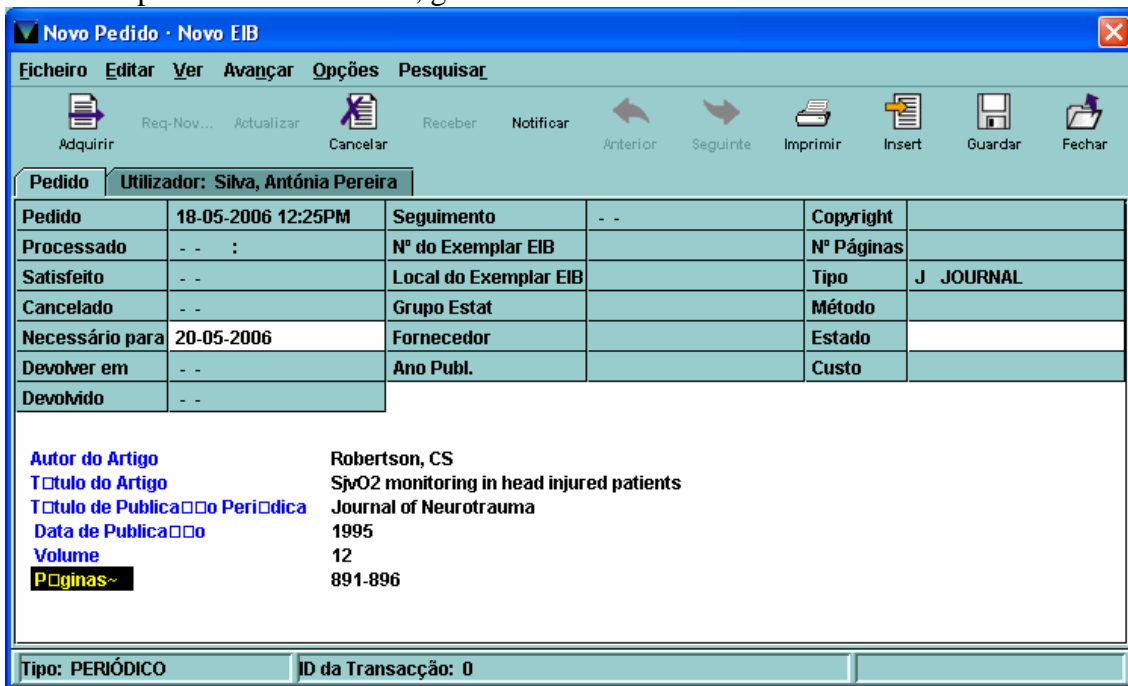 Novo Pedido · Novo EIB
Ficheiro Editar Ver Avançar Opções Pesquisar
Adquirir Req-Nov... Actualizar Cancelar Receber Notificar Anterior Seguinte Imprimir Insert Guardar Fechar
Pedido Utilizador: Silva, Antónia Pereira
Pedido 18-05-2006 12:25PM Seguimento - - Copyright
Processado - - : Nº do Exemplar EIB Nº Páginas
Satisfeito - - Local do Exemplar EIB Tipo J JOURNAL
Cancelado - - Grupo Estat Método
Necessário para 20-05-2006 Fornecedor Estado
Devolver em - - Ano Publ. Custo
Devolvido - -
Autor do Artigo Robertson, CS
T□tulo do Artigo SjvO2 monitoring in head injured patients
T□tulo de Publica□□o Peri□dica Journal of Neurotrauma
Data de Publica□□o 1995
Volume 12
P□ginas~ 891-896
Tipo: PERIÓDICO ID da Transacção: 0